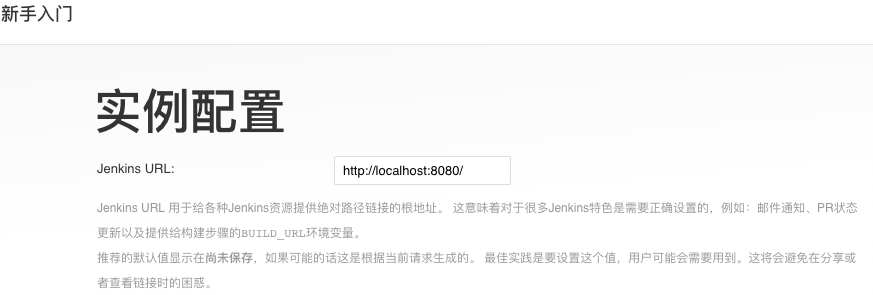 新手入门
实例配置
Jenkins URL:
http://localhost:8080/
Jenkins URL 用于给各种Jenkins资源提供绝对路径链接的根地址。 这意味着对于很多Jenkins特色是需要正确设置的，例如：邮件通知、PR状态
更新以及提供给构建步骤的BUILD_URL环境变量。
推荐的默认值显示在尚未保存，如果可能的话这是根据当前请求生成的。 最佳实践是要设置这个值，用户可能会需要用到。这将会避免在分享或
者查看链接时的困惑。